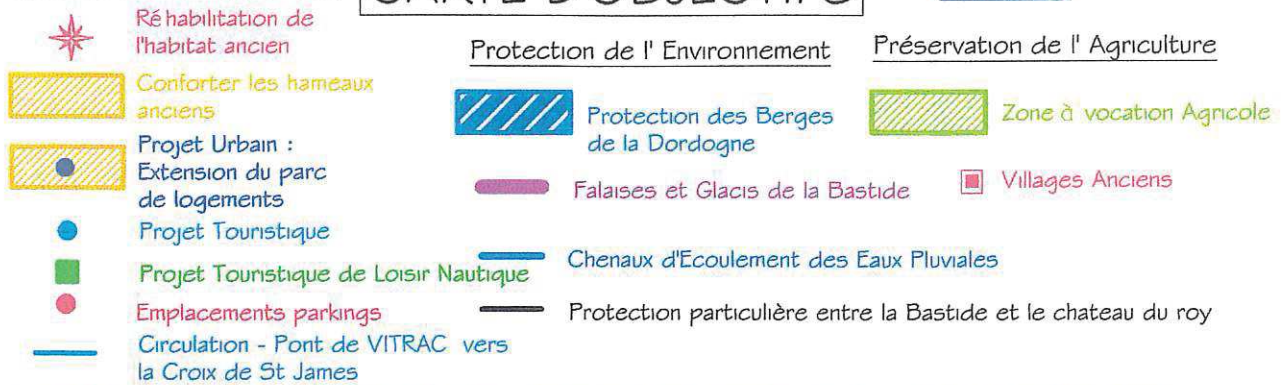 CARTE D'OBJECTIFS
Réhabilitation de
l'habitat ancien
Conforter les hameaux
anciens
Projet Urbain :
Extension du parc
de logements
Projet Touristique
Projet Touristique de Loisir Nautique
Emplacements parkings
Circulation - Pont de VITRAC vers
la Croix de St James
Protection de l' Environnement
Protection des Berges
de la Dordogne
Falaises et Glacis de la Bastide
Chenaux d'Ecoulement des Eaux Pluviales
Protection particulière entre la Bastide et le chateau du roy
Préservation de l' Agriculture
Zone à vocation Agricole
Villages Anciens